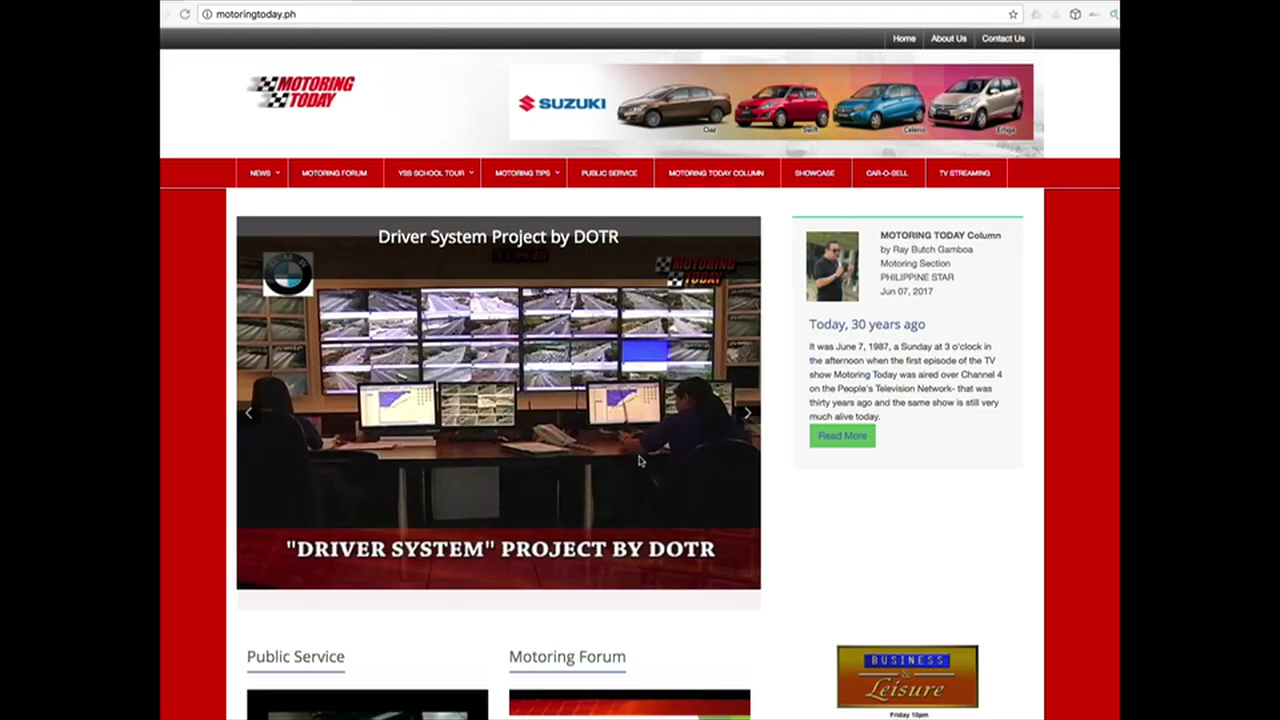 motoringtoday.ph
Home
About Us
Contact Us
MOTORING
TODAY
SUZUKI
Ciaz
Swift
Celerio
Ertiga
NEWS
MOTORING FORUM
YSS SCHOOL TOUR
MOTORING TIPS
PUBLIC SERVICE
MOTORING TODAY COLUMN
SHOWCASE
CAR-O-SELL
TV STREAMING
Driver System Project by DOTR
BMW
MOTORING
TODAY
"DRIVER SYSTEM" PROJECT BY DOTR
MOTORING TODAY Column
by Ray Butch Gamboa
Motoring Section
PHILIPPINE STAR
Jun 07, 2017
Today, 30 years ago
It was June 7, 1987, a Sunday at 3 o'clock in
the afternoon when the first episode of the TV
show Motoring Today was aired over Channel 4
on the People's Television Network- that was
thirty years ago and the same show is still very
much alive today.
Read More
Public Service
Motoring Forum
BUSINESS
&
Leisure
Friday 10pm